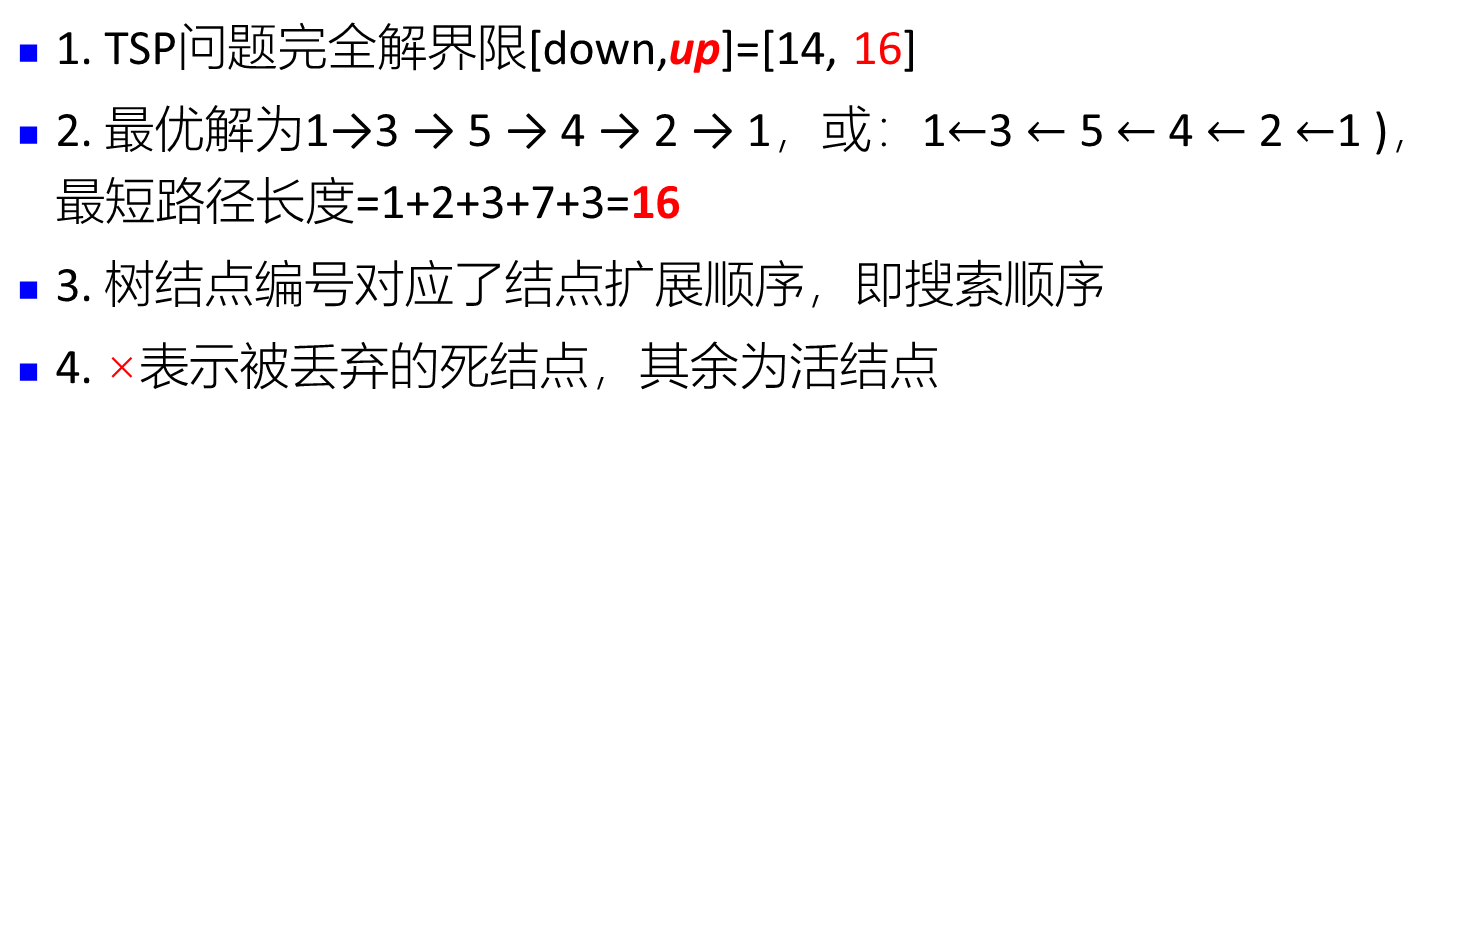 ■ 1. TSP问题完全解界限[down,up]=[14, 16]
■ 2. 最优解为1→3 → 5 → 4 → 2 → 1，或：1←3 ← 5 ← 4 ← 2 ←1 )，
最短路径长度=1+2+3+7+3=16
■ 3. 树结点编号对应了结点扩展顺序，即搜索顺序
■ 4. ×表示被丢弃的死结点，其余为活结点